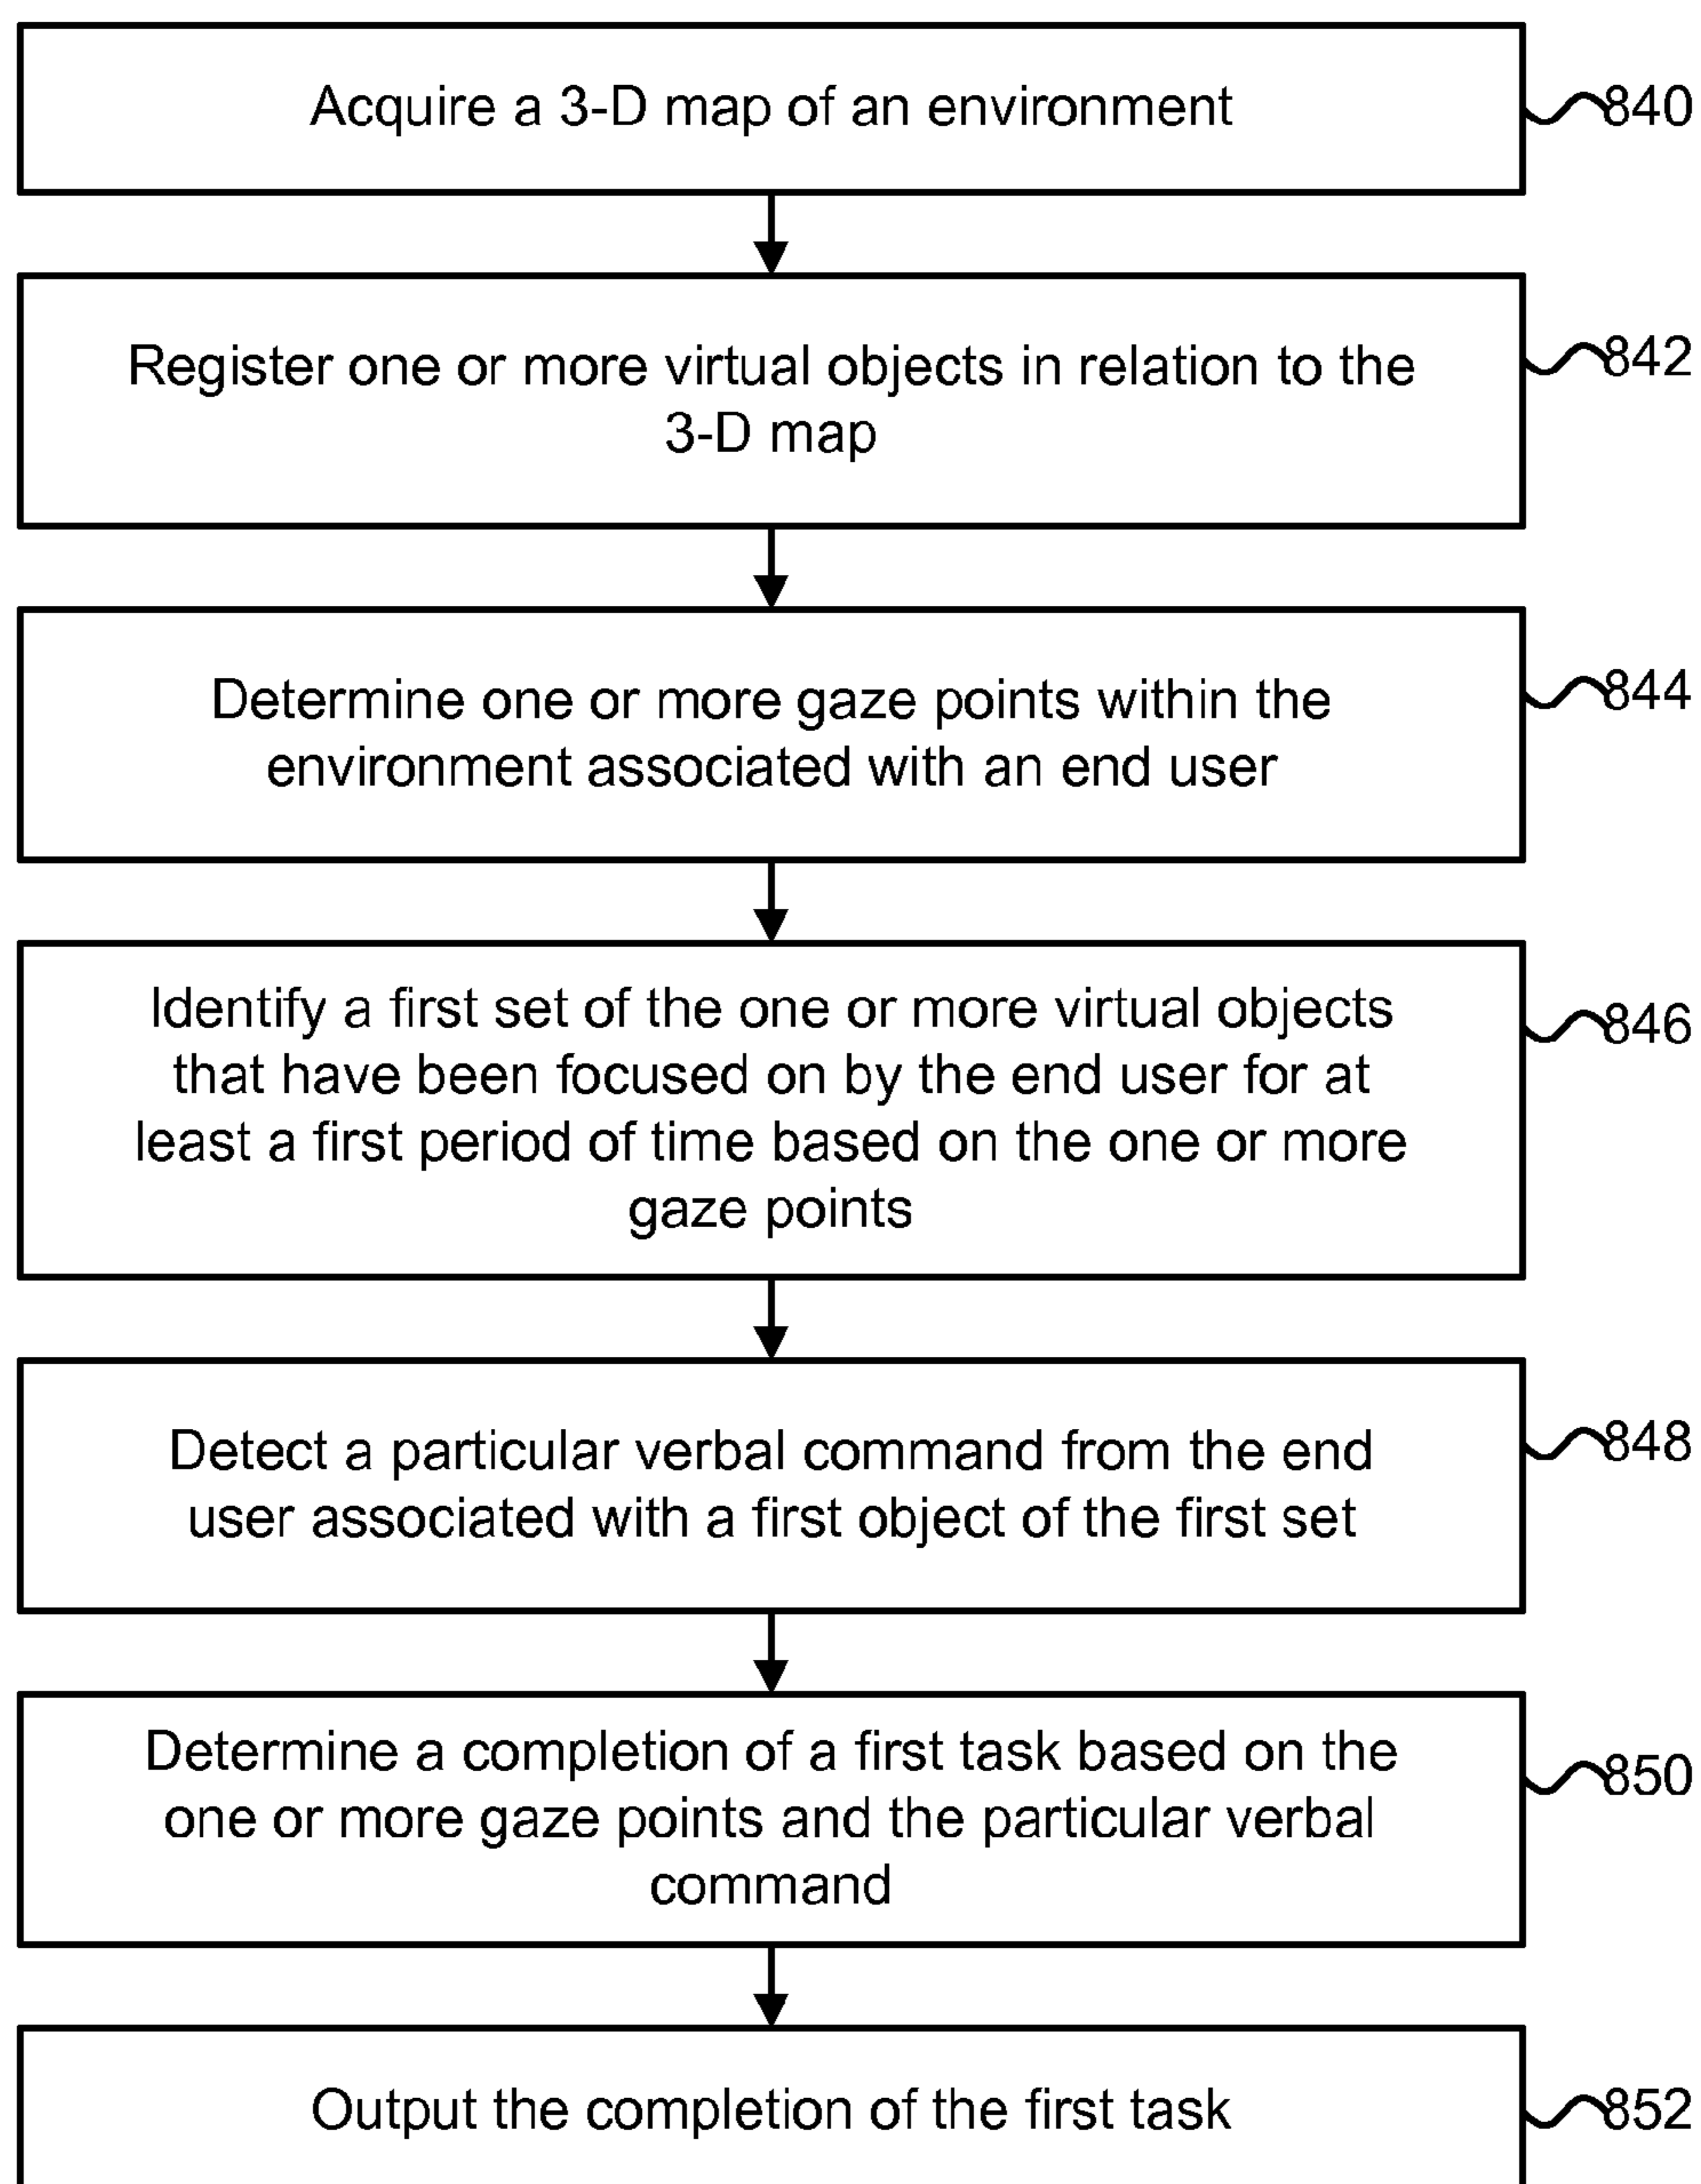 Acquire a 3-D map of an environment
840
Register one or more virtual objects in relation to the
3-D map
842
Determine one or more gaze points within the
environment associated with an end user
844
Identify a first set of the one or more virtual objects
that have been focused on by the end user for at
least a first period of time based on the one or more
gaze points
846
Detect a particular verbal command from the end
user associated with a first object of the first set
848
Determine a completion of a first task based on the
one or more gaze points and the particular verbal
command
850
Output the completion of the first task
852